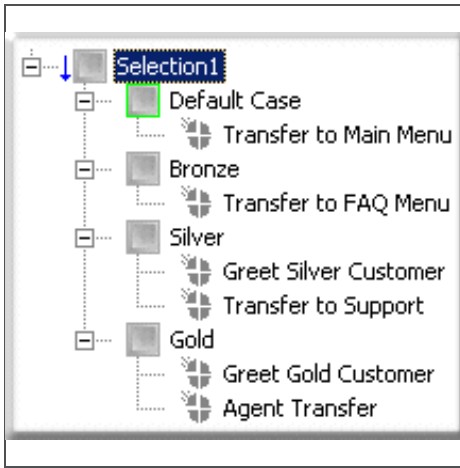 Selection1
Default Case
Transfer to Main Menu
Bronze
Transfer to FAQ Menu
Silver
Greet Silver Customer
Transfer to Support
Gold
Greet Gold Customer
Agent Transfer